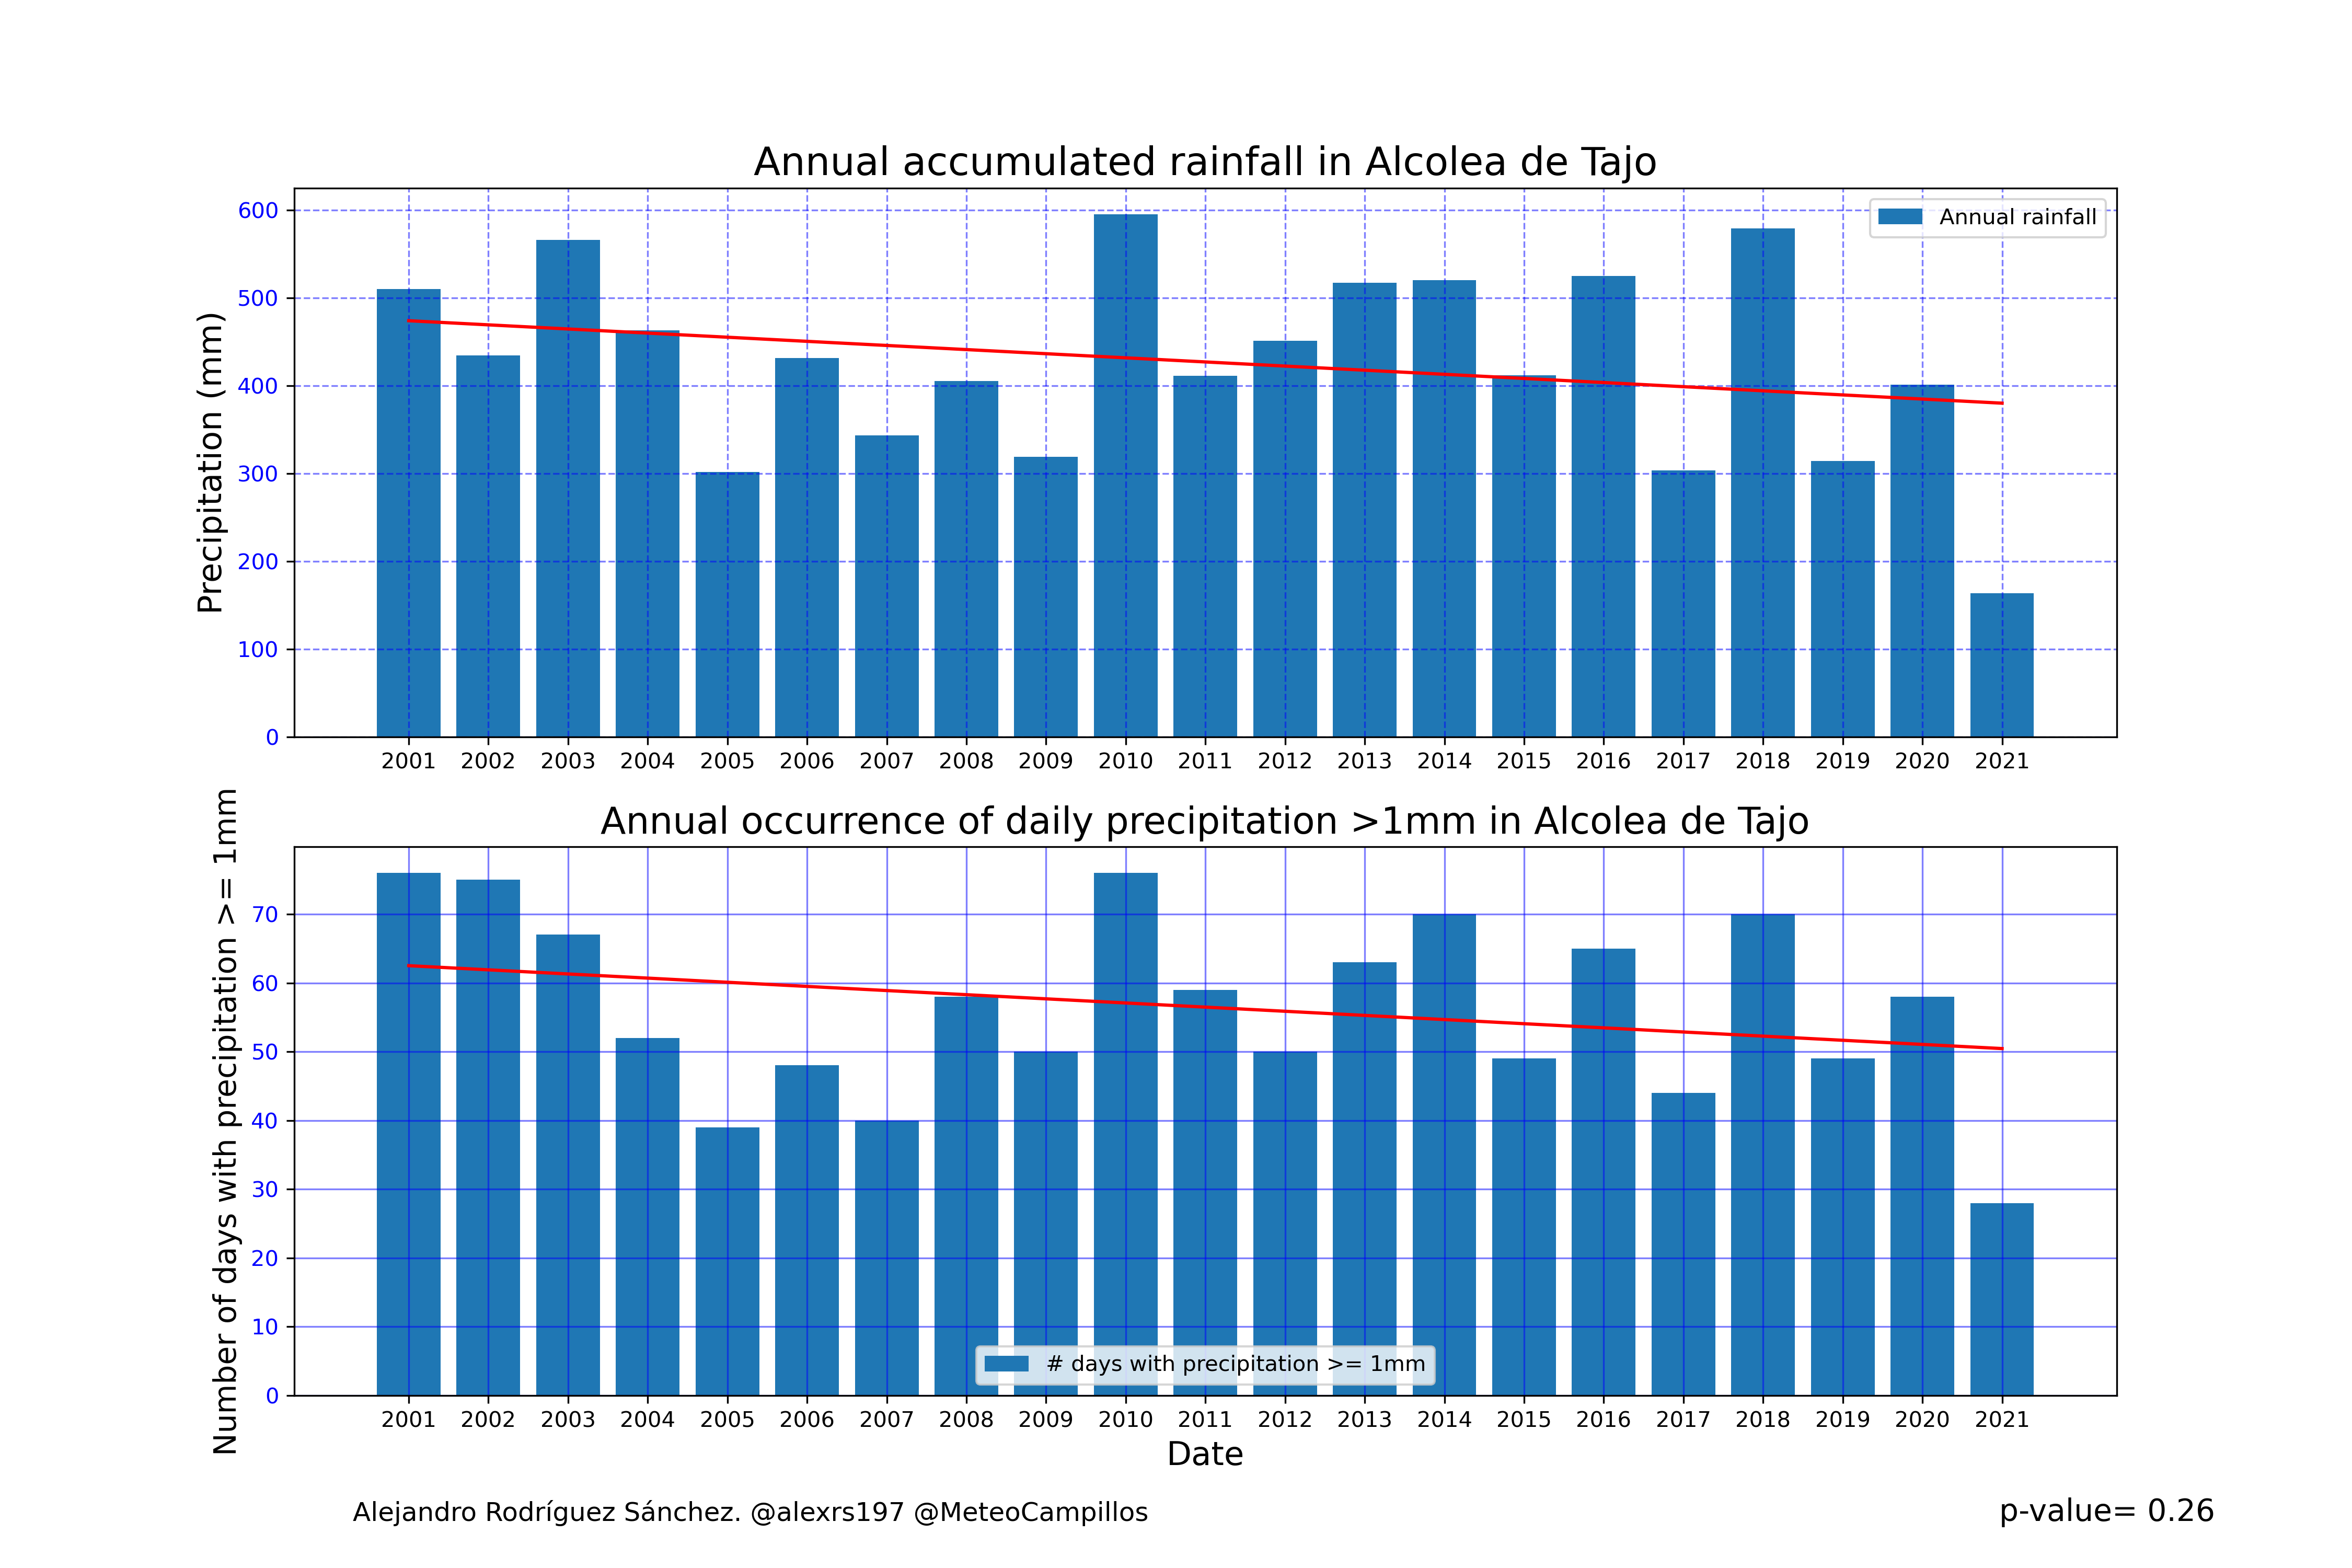 Annual accumulated rainfall in Alcolea de Tajo
Precipitation (mm)
600
500
400
300
200
100
0
Annual rainfall
2001 2002 2003 2004 2005 2006 2007 2008 2009 2010 2011 2012 2013 2014 2015 2016 2017 2018 2019 2020 2021
Annual occurrence of daily precipitation >1mm in Alcolea de Tajo
Number of days with precipitation >= 1mm
70
60
50
40
30
20
10
0
# days with precipitation >= 1mm
2001 2002 2003 2004 2005 2006 2007 2008 2009 2010 2011 2012 2013 2014 2015 2016 2017 2018 2019 2020 2021
Date
Alejandro Rodríguez Sánchez. @alexrs197 @MeteoCampillos
p-value= 0.26